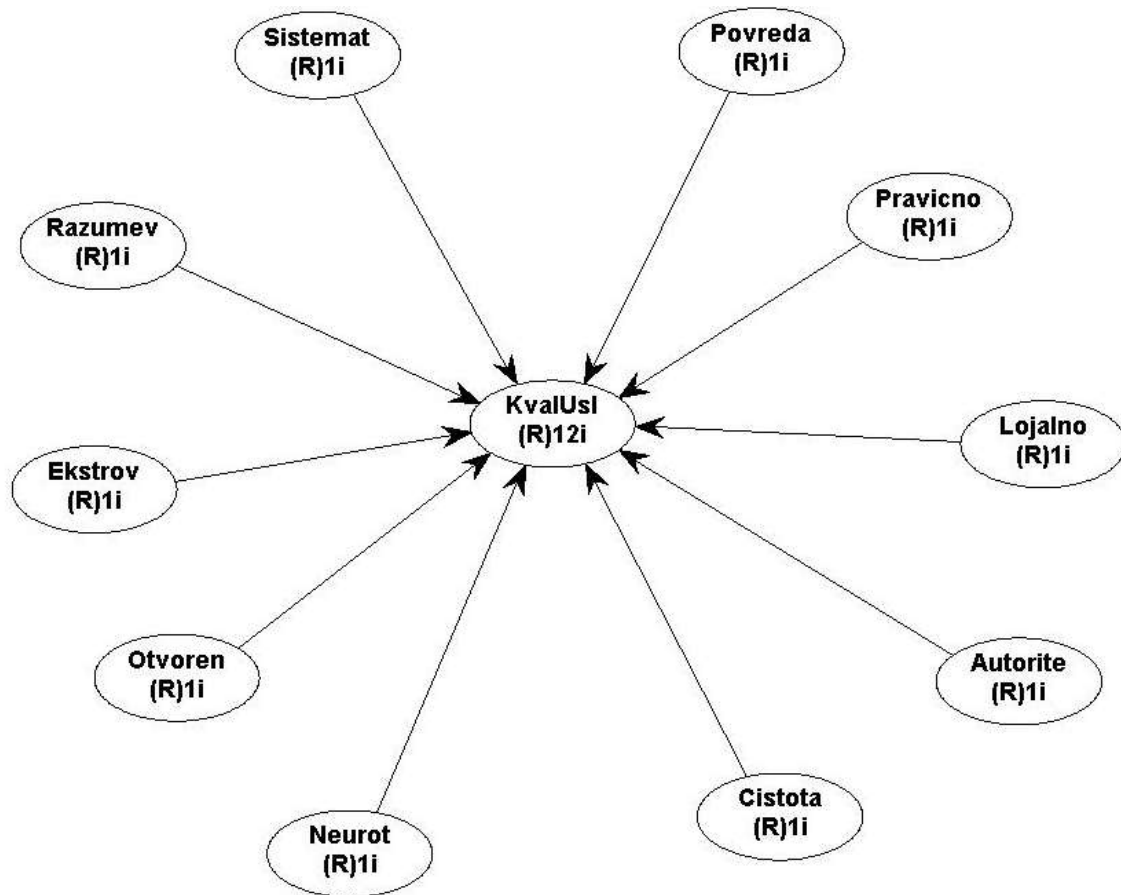 Sistemat
(R)1i
Povreda
(R)1i
Razumev
(R)1i
Pravicno
(R)1i
KvalUsl
(R)12i
Ekstrov
(R)1i
Lojalno
(R)1i
Otvoren
(R)1i
Autorite
(R)1i
Neurot
(R)1i
Cistota
(R)1i